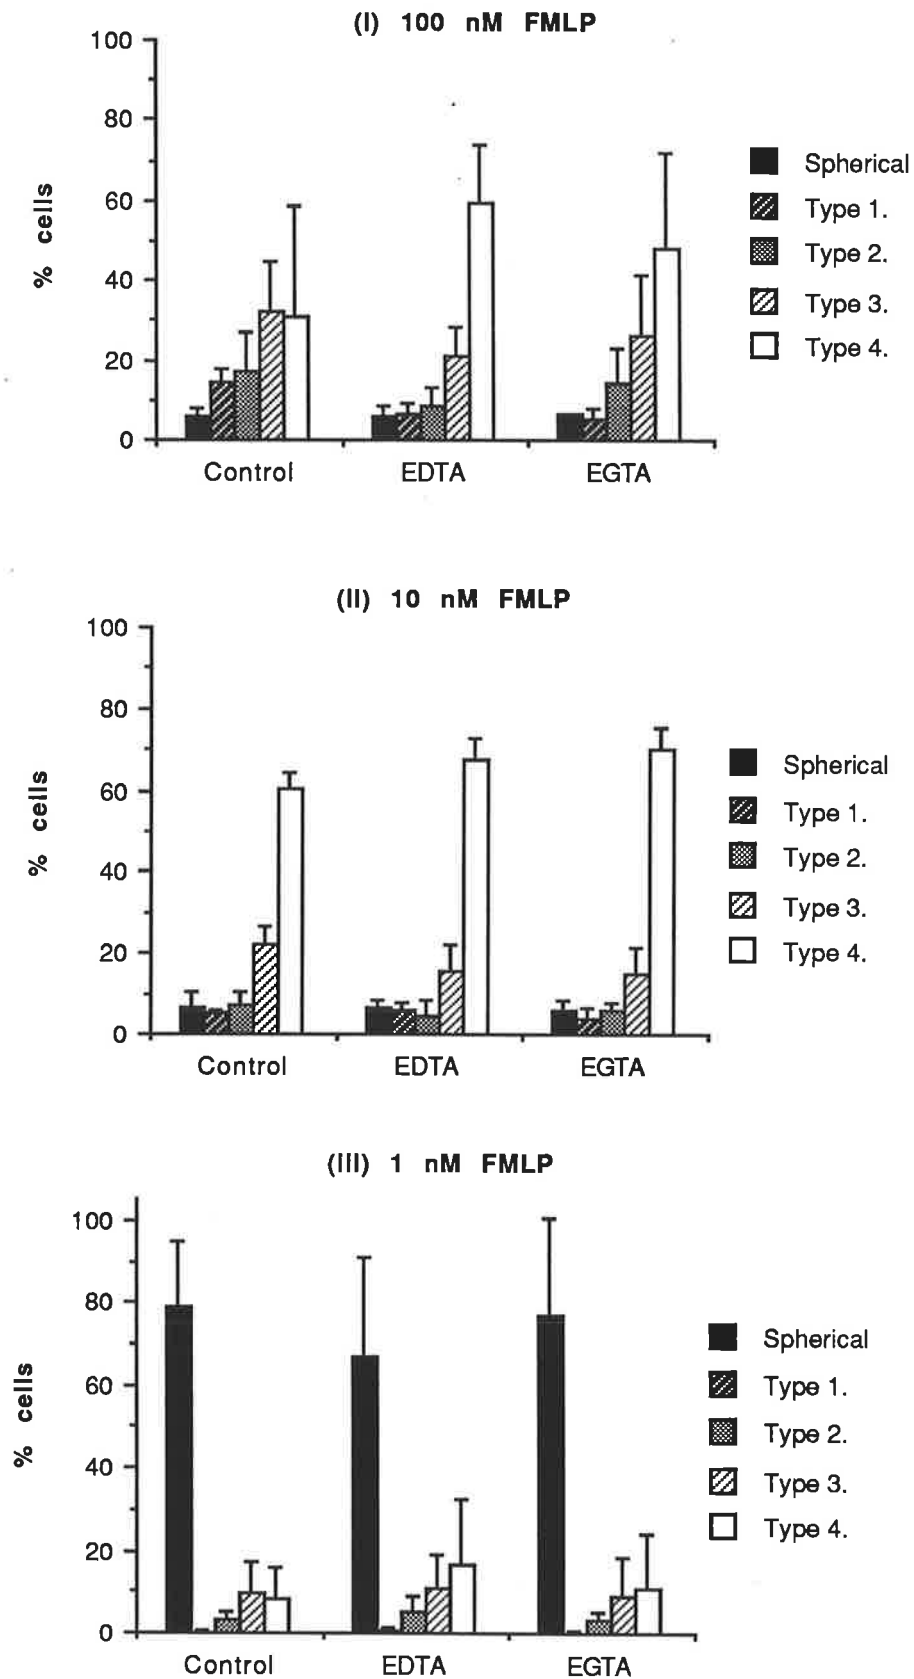 (I) 100 nM FMLP
100
80
60
40
20
0
% cells
Control EDTA EGTA
Spherical
Type 1.
Type 2.
Type 3.
Type 4.
(II) 10 nM FMLP
100
80
60
40
20
0
% cells
Control EDTA EGTA
Spherical
Type 1.
Type 2.
Type 3.
Type 4.
(III) 1 nM FMLP
100
80
60
40
20
0
% cells
Control EDTA EGTA
Spherical
Type 1.
Type 2.
Type 3.
Type 4.